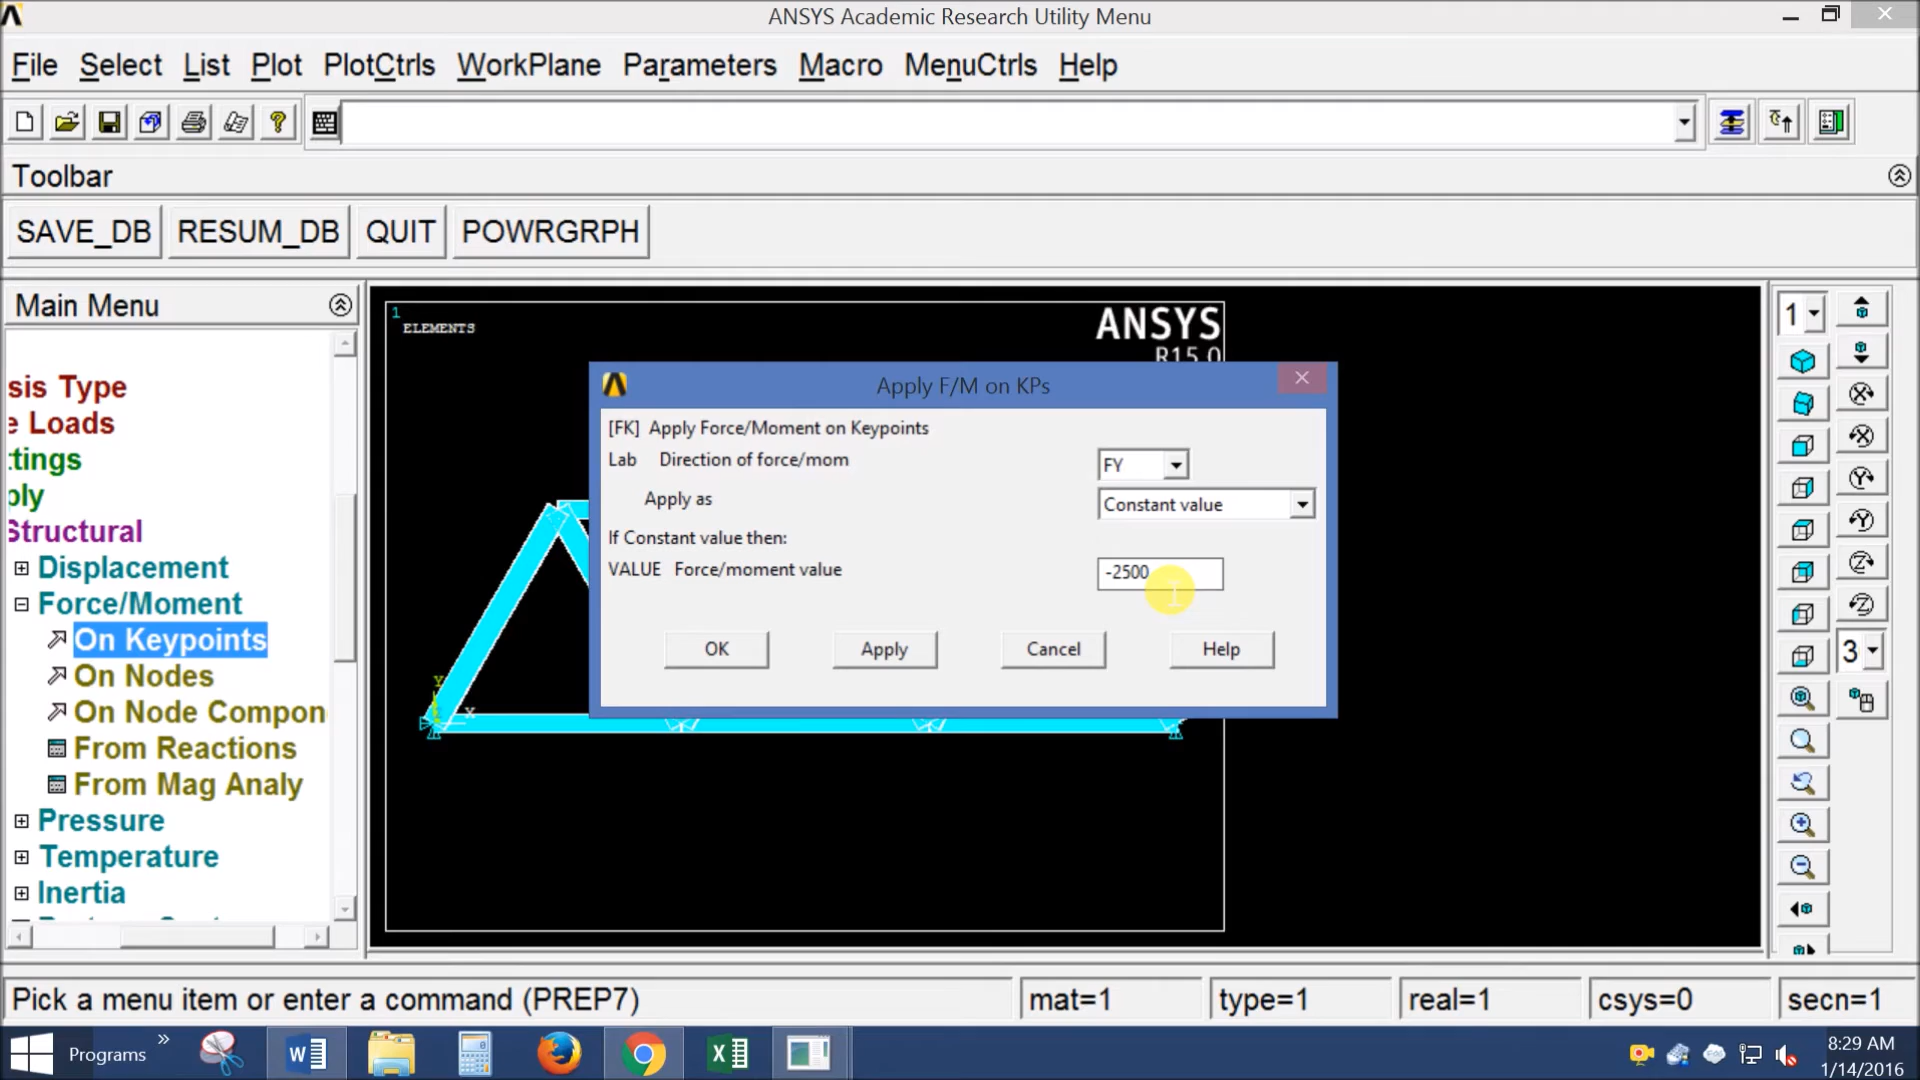 ANSYS Academic Research Utility Menu
File Select List Plot PlotCtrls WorkPlane Parameters Macro MenuCtrls Help
Toolbar
SAVE_DB RESUM_DB QUIT POWRGRPH
Main Menu
sis Type
e Loads
ttings
ply
Structural
Displacement
Force/Moment
On Keypoints
On Nodes
On Node Compon
From Reactions
From Mag Analy
Pressure
Temperature
Inertia
1
ELEMENTS
ANSYS
R15.0
Y
X
Apply F/M on KPs
[FK] Apply Force/Moment on Keypoints
Lab Direction of force/mom FY
Apply as Constant value
If Constant value then:
VALUE Force/moment value -2500
OK Apply Cancel Help
1
3
Pick a menu item or enter a command (PREP7) mat=1 type=1 real=1 csys=0 secn=1
Programs
8:29 AM
1/14/2016